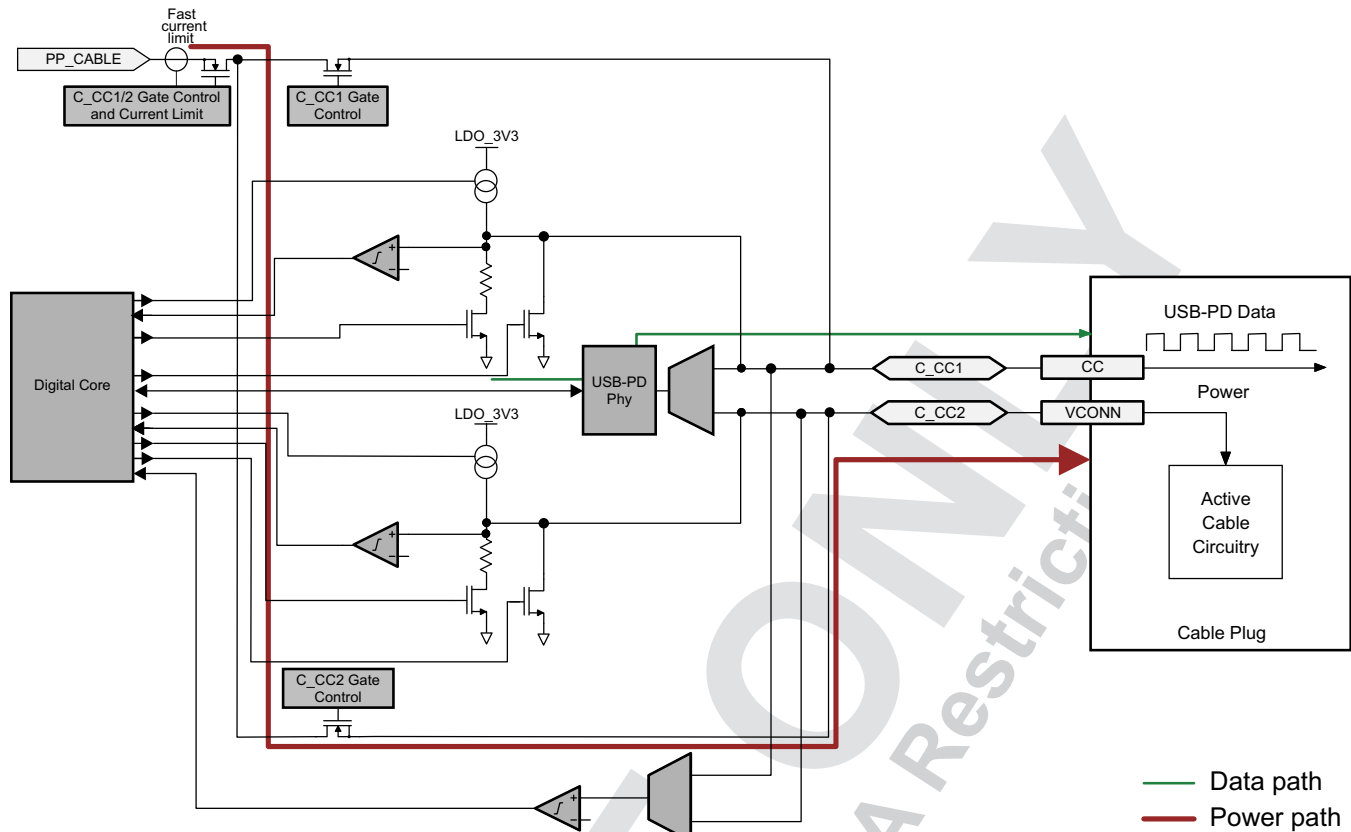 Fast
current
limit
PP_CABLE
C_CC1/2 Gate Control
and Current Limit
C_CC1 Gate
Control
LDO_3V3
+
−
Digital Core
USB-PD
Phy
C_CC1
C_CC2
USB-PD Data
CC
Power
VCONN
Active
Cable
Circuitry
Cable Plug
LDO_3V3
+
−
C_CC2 Gate
Control
+
−
Data path
Power path
ONLY
A Restricti